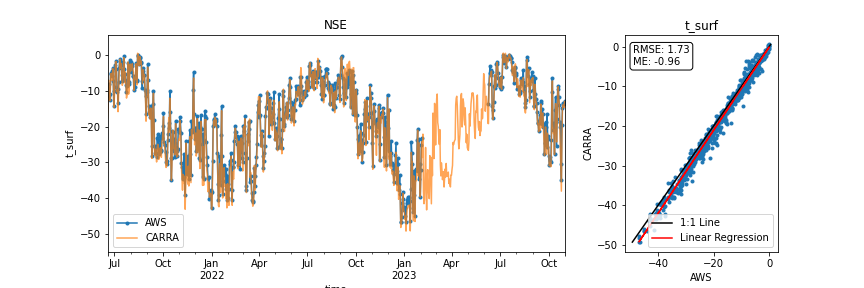 NSE
t_surf
0
−10
−20
−30
−40
−50
AWS
CARRA
Jul
Oct
Jan
2022
Apr
Jul
Oct
Jan
2023
Apr
Jul
Oct
time
t_surf
RMSE: 1.73
ME: -0.96
CARRA
0
−10
−20
−30
−40
−50
1:1 Line
Linear Regression
−40
−20
0
AWS